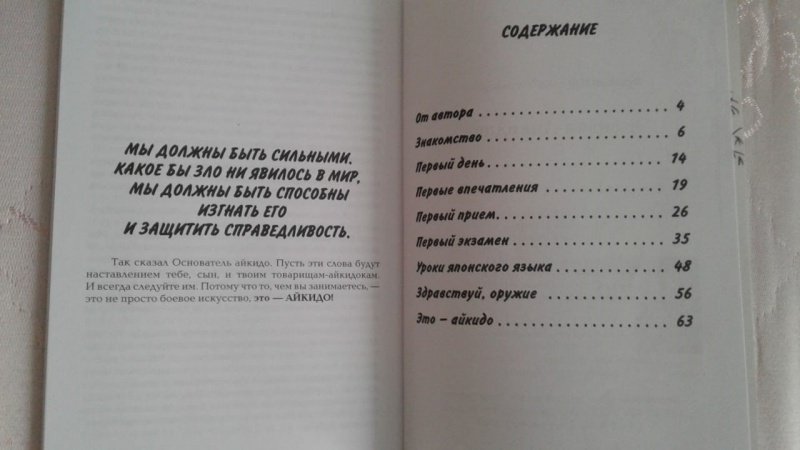 МЫ ДОЛЖНЫ БЫТЬ СИЛЬНЫМИ.
КАКОЕ БЫ ЗЛО НИ ЯВИЛОСЬ В МИР,
МЫ ДОЛЖНЫ БЫТЬ СПОСОБНЫ
ИЗГНАТЬ ЕГО
И ЗАЩИТИТЬ СПРАВЕДЛИВОСТЬ.
Так сказал Основатель айкидо. Пусть эти слова будут
наставлением тебе, сын, и твоим товарищам-айкидокам.
И всегда следуйте им. Потому что то, чем вы занимаетесь, —
это не просто боевое искусство, это — АЙКИДО!
СОДЕРЖАНИЕ
От автора 4
Знакомство 6
Первый день 14
Первые впечатления 19
Первый прием 26
Первый экзамен 35
Уроки японского языка 48
Здравствуй, оружие 56
Это – айкидо 63